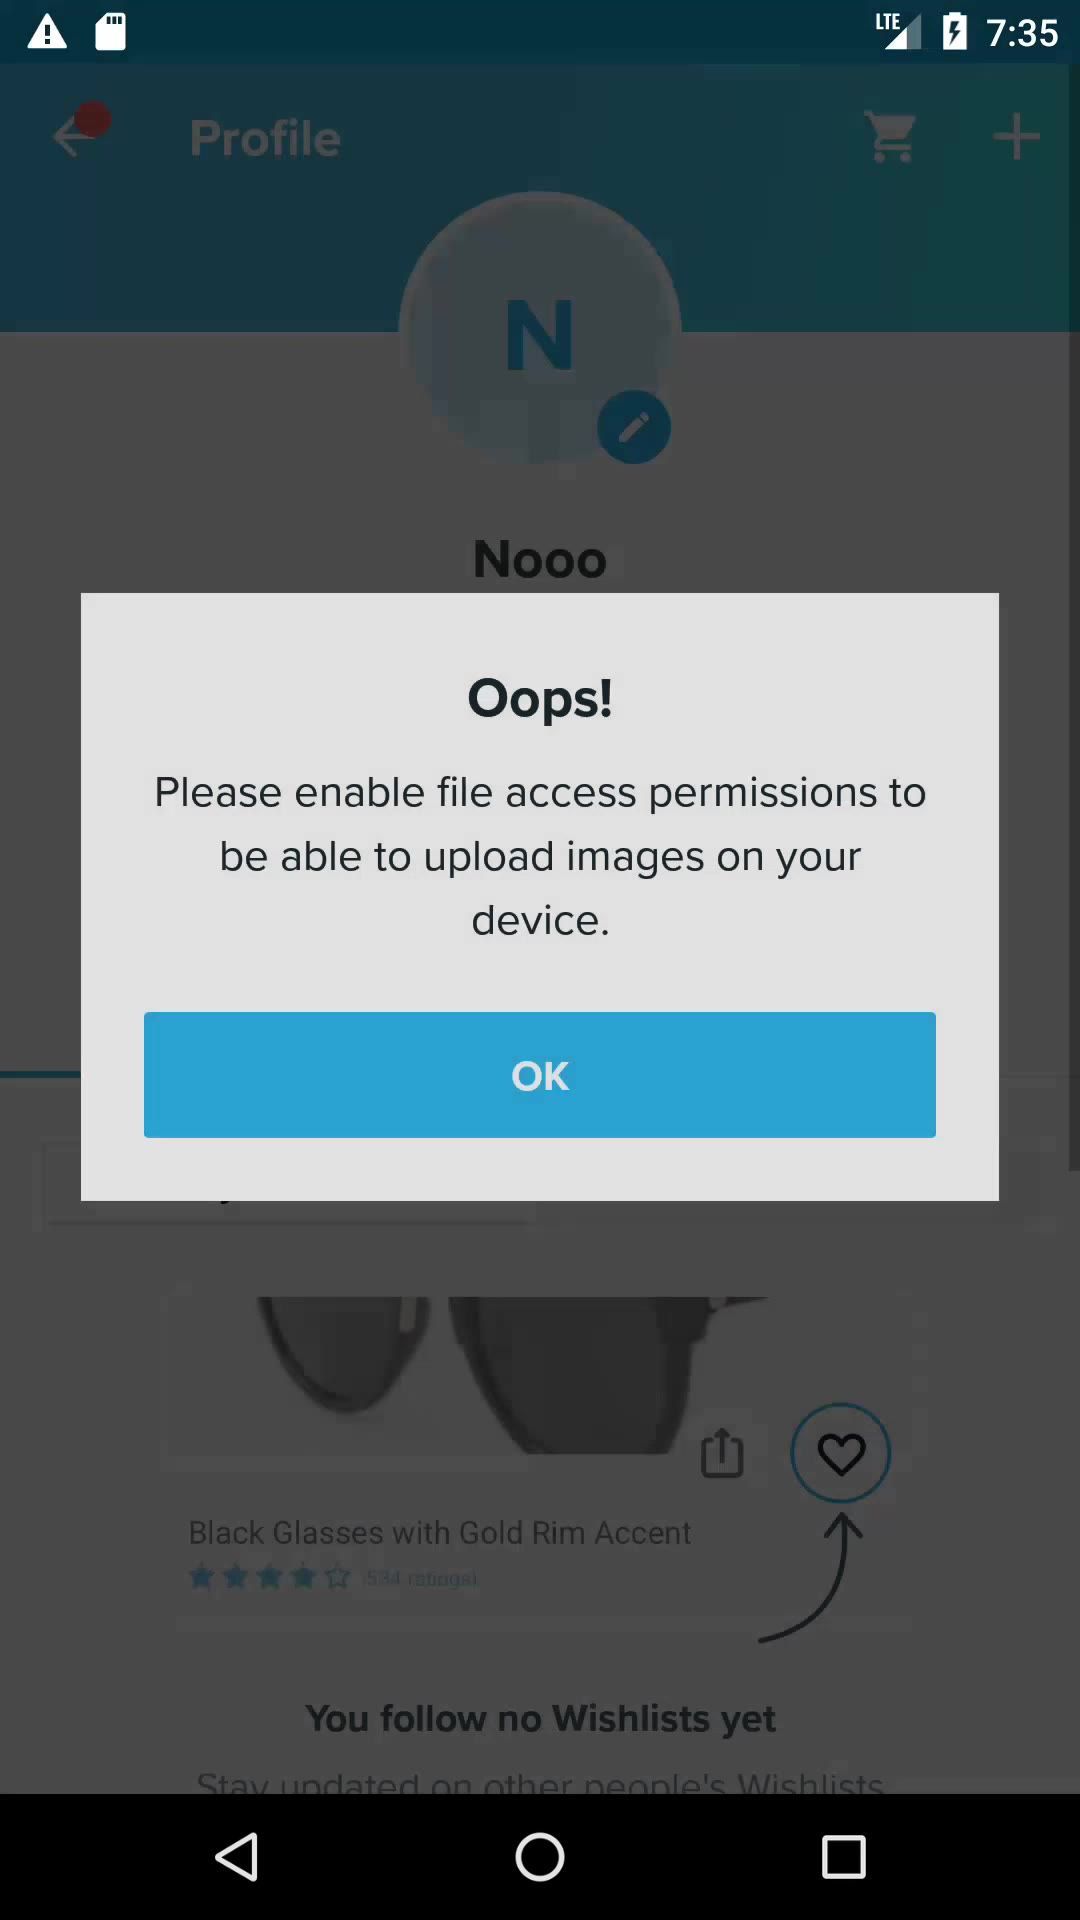 LTE 7:35
Profile
N
Nooo
Oops!
Please enable file access permissions to
be able to upload images on your
device.
OK
Black Glasses with Gold Rim Accent
(534 ratings)
You follow no Wishlists yet
Stay updated on other people's Wishlists